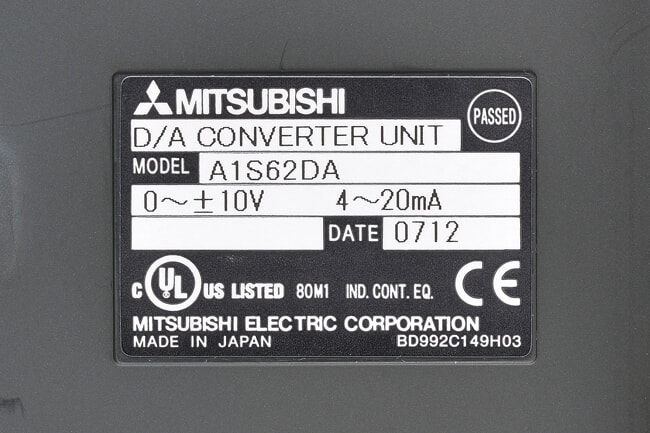 MITSUBISHI
PASSED
D/A CONVERTER UNIT
MODEL A1S62DA
0～±10V 4～20mA
DATE 0712
C UL US LISTED 80M1 IND. CONT. EQ. CE
MITSUBISHI ELECTRIC CORPORATION
MADE IN JAPAN BD992C149H03